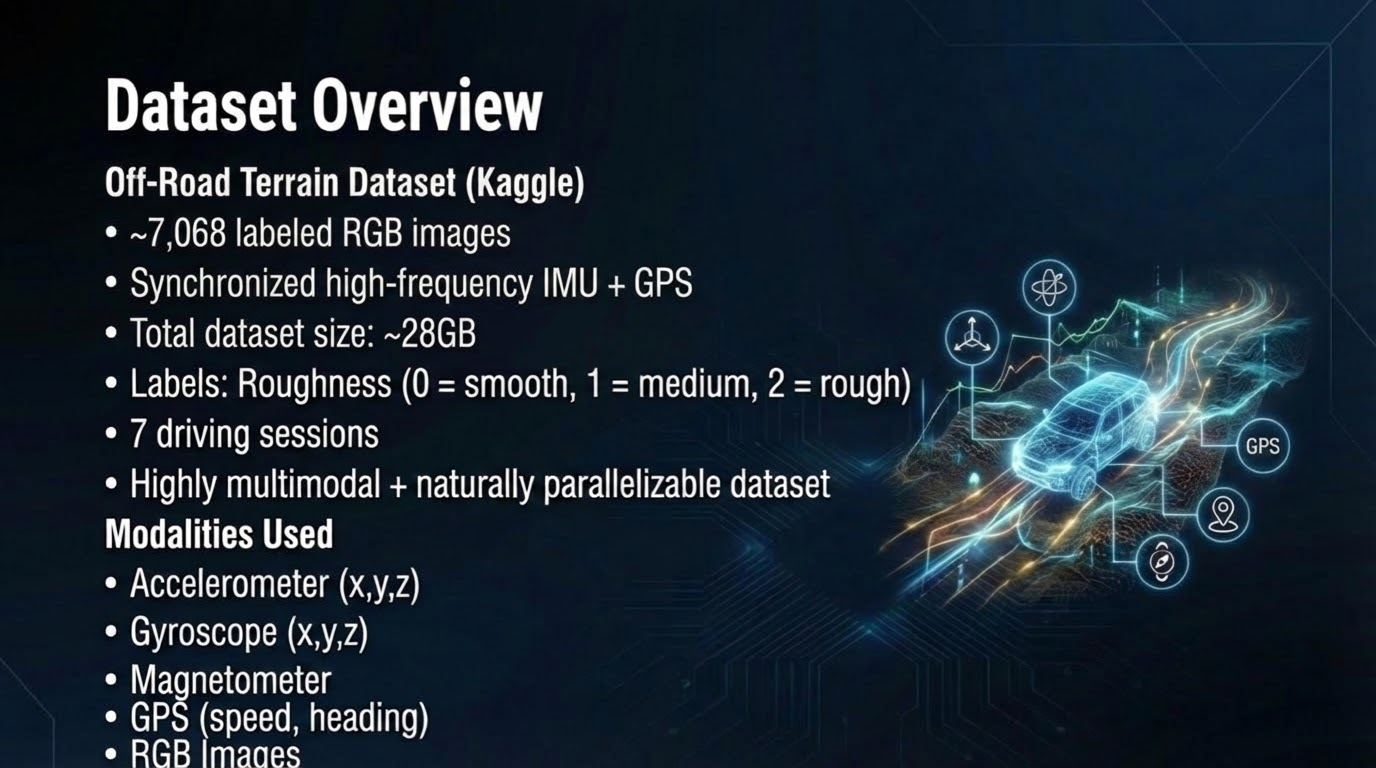 Dataset Overview
Off-Road Terrain Dataset (Kaggle)
• ~7,068 labeled RGB images
• Synchronized high-frequency IMU + GPS
• Total dataset size: ~28GB
• Labels: Roughness (0 = smooth, 1 = medium, 2 = rough)
• 7 driving sessions
• Highly multimodal + naturally parallelizable dataset
Modalities Used
• Accelerometer (x,y,z)
• Gyroscope (x,y,z)
• Magnetometer
• GPS (speed, heading)
• RGB Images
GPS